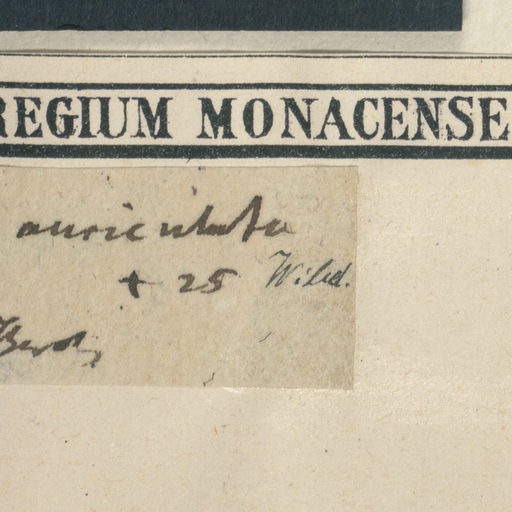 REGIUM MONACENSE
auriculata
+ 25 Willd.